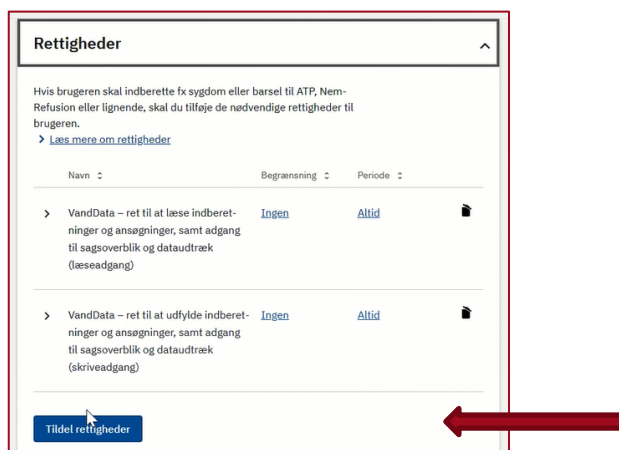 Rettigheder
Hvis brugeren skal indberette fx sygdom eller barsel til ATP, Nem-
Refusion eller lignende, skal du tilføje de nødvendige rettigheder til
brugeren.
Læs mere om rettigheder
Navn Begrænsning Periode
VandData – ret til at læse indberet- Ingen Altid
ninger og ansøgninger, samt adgang
til sagsoverblik og dataudtræk
(læseadgang)
VandData – ret til at udfylde indberet- Ingen Altid
ninger og ansøgninger, samt adgang
til sagsoverblik og dataudtræk
(skriveadgang)
Tildel rettigheder